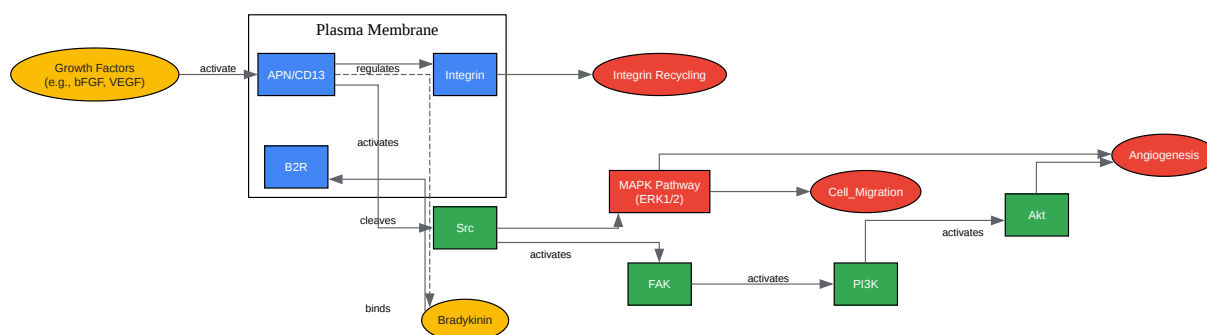 Plasma Membrane
Growth Factors
(e.g., bFGF, VEGF)
activate
APN/CD13
regulates
Integrin
Integrin Recycling
activates
B2R
Angiogenesis
MAPK Pathway
(ERK1/2)
Cell_Migration
cleaves
Src
Akt
activates
activates
FAK
activates
PI3K
binds
Bradykinin